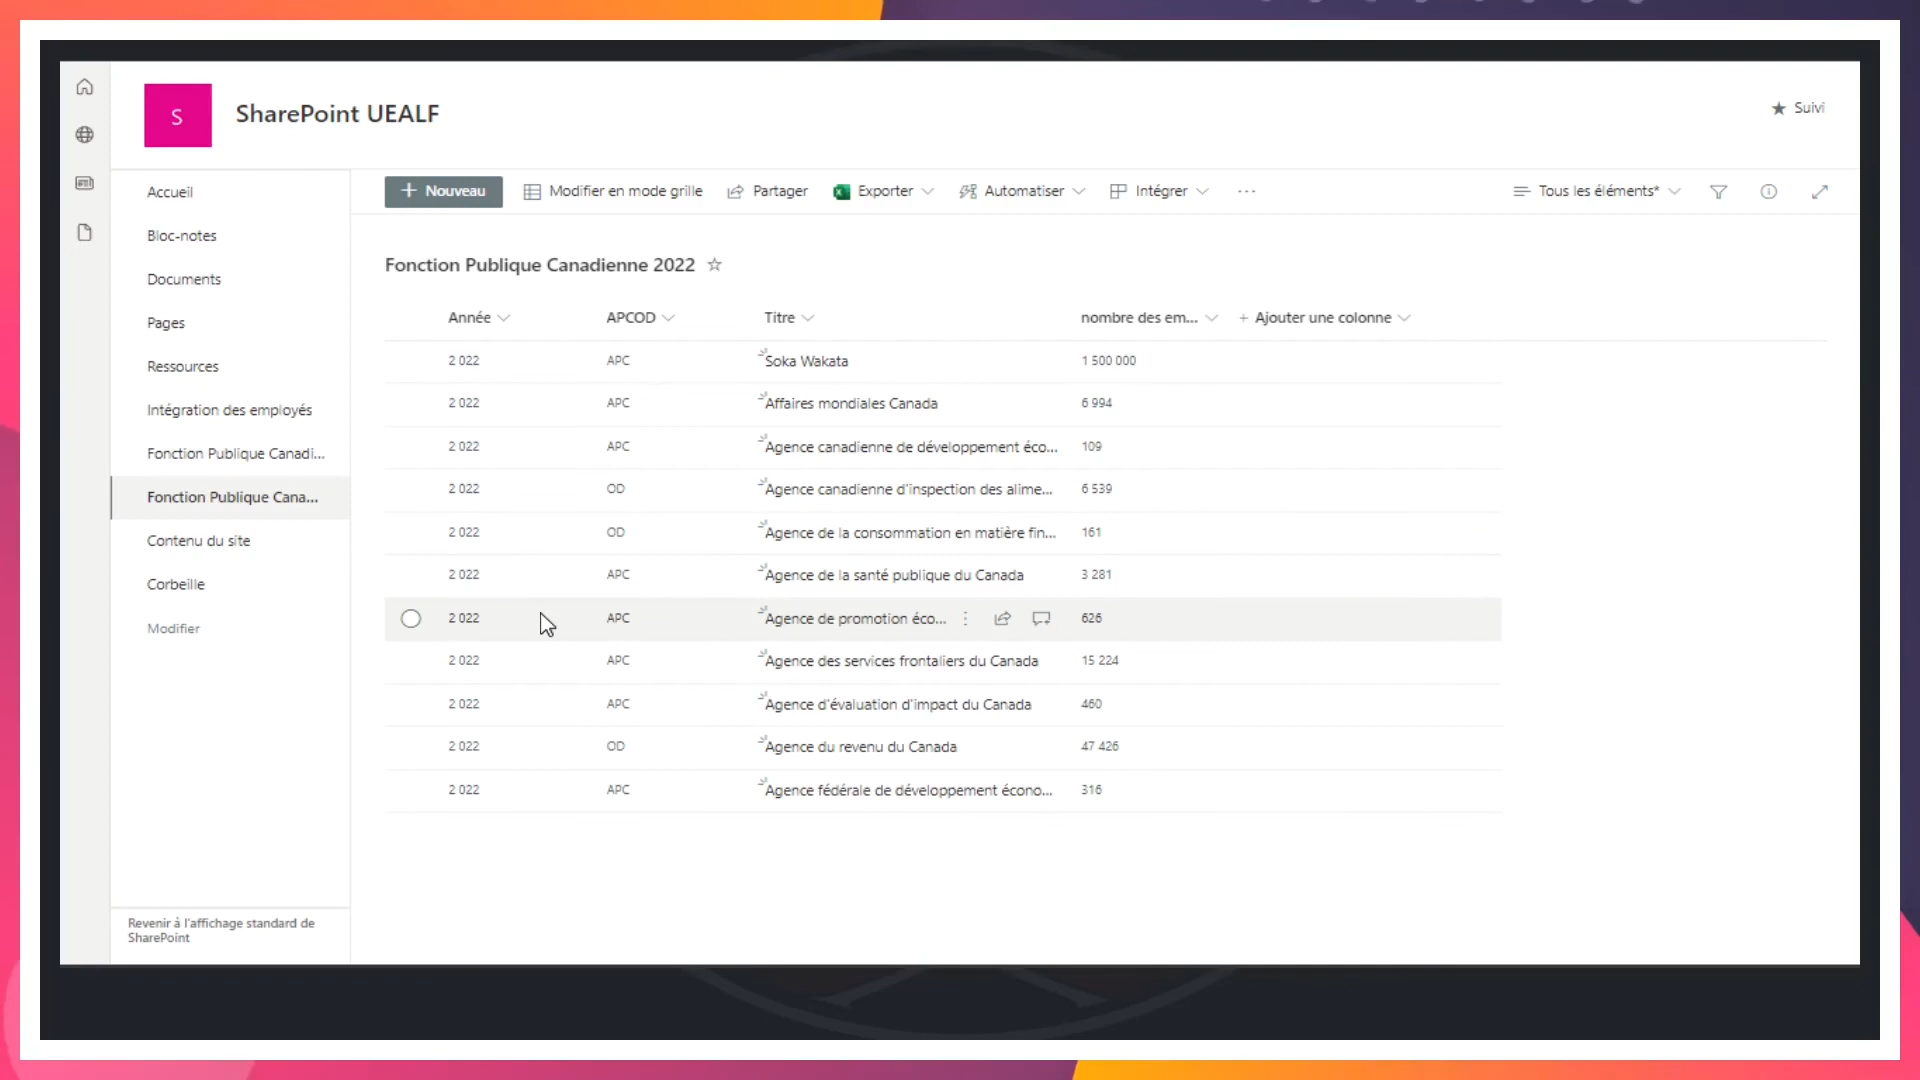 S
SharePoint UEALF
Suivi
Accueil
Bloc-notes
Documents
Pages
Ressources
Intégration des employés
Fonction Publique Canadi...
Fonction Publique Cana...
Contenu du site
Corbeille
Modifier
Revenir à l'affichage standard de
SharePoint
+ Nouveau Modifier en mode grille Partager Exporter Automatiser Intégrer ... Tous les éléments*
Fonction Publique Canadienne 2022
Année APCOD Titre nombre des em... + Ajouter une colonne
2 022 APC Soka Wakata 1 500 000
2 022 APC Affaires mondiales Canada 6 994
2 022 APC Agence canadienne de développement éco... 109
2 022 OD Agence canadienne d'inspection des alime... 6 539
2 022 OD Agence de la consommation en matière fin... 161
2 022 APC Agence de la santé publique du Canada 3 281
2 022 APC Agence de promotion éco... 626
2 022 APC Agence des services frontaliers du Canada 15 224
2 022 APC Agence d'évaluation d'impact du Canada 460
2 022 OD Agence du revenu du Canada 47 426
2 022 APC Agence fédérale de développement écono... 316